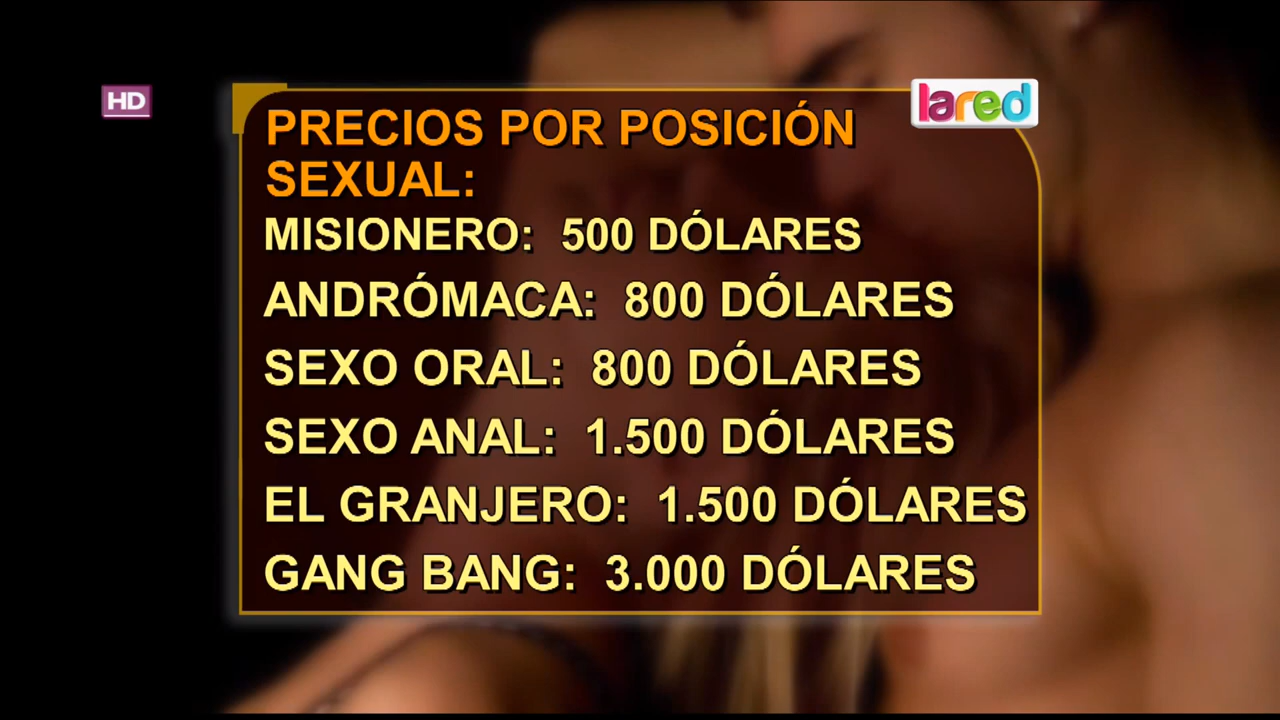 HD
lared
PRECIOS POR POSICIÓN
SEXUAL:
MISIONERO: 500 DÓLARES
ANDRÓMACA: 800 DÓLARES
SEXO ORAL: 800 DÓLARES
SEXO ANAL: 1.500 DÓLARES
EL GRANJERO: 1.500 DÓLARES
GANG BANG: 3.000 DÓLARES